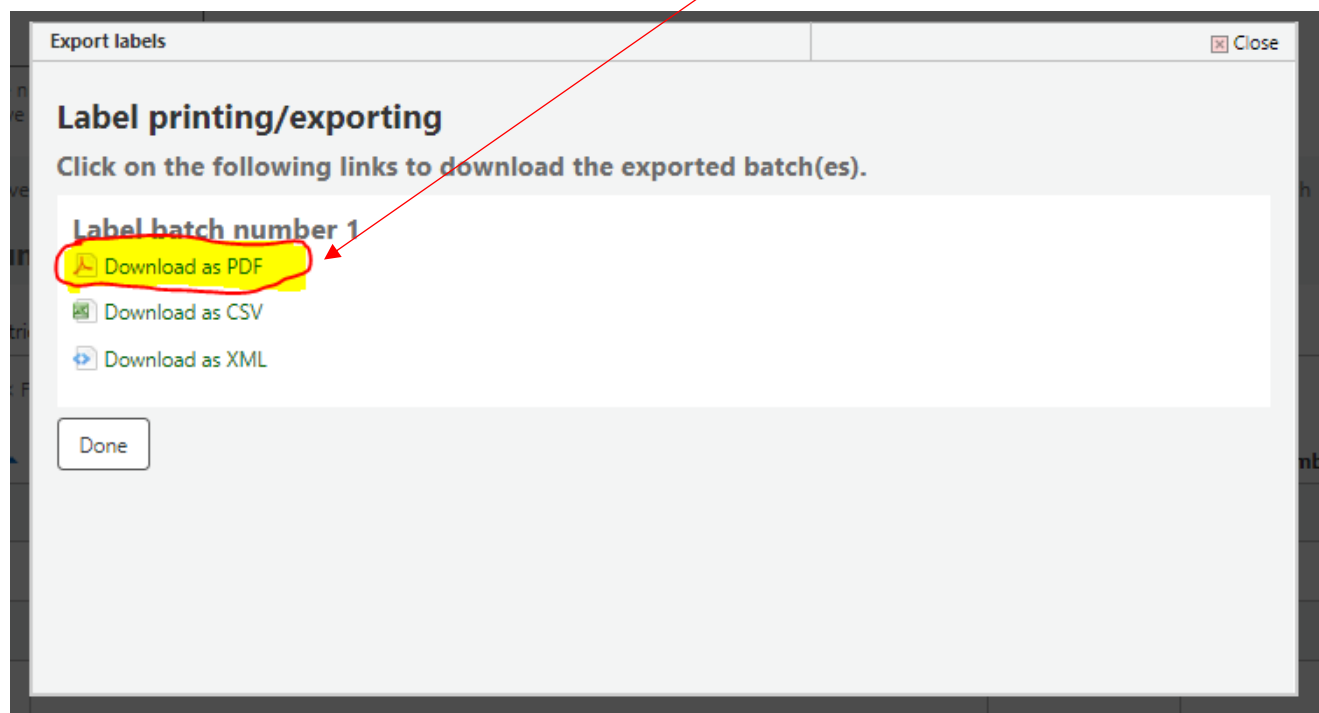 Export labels
Close
Label printing/exporting
Click on the following links to download the exported batch(es).
Label batch number 1
Download as PDF
Download as CSV
Download as XML
Done